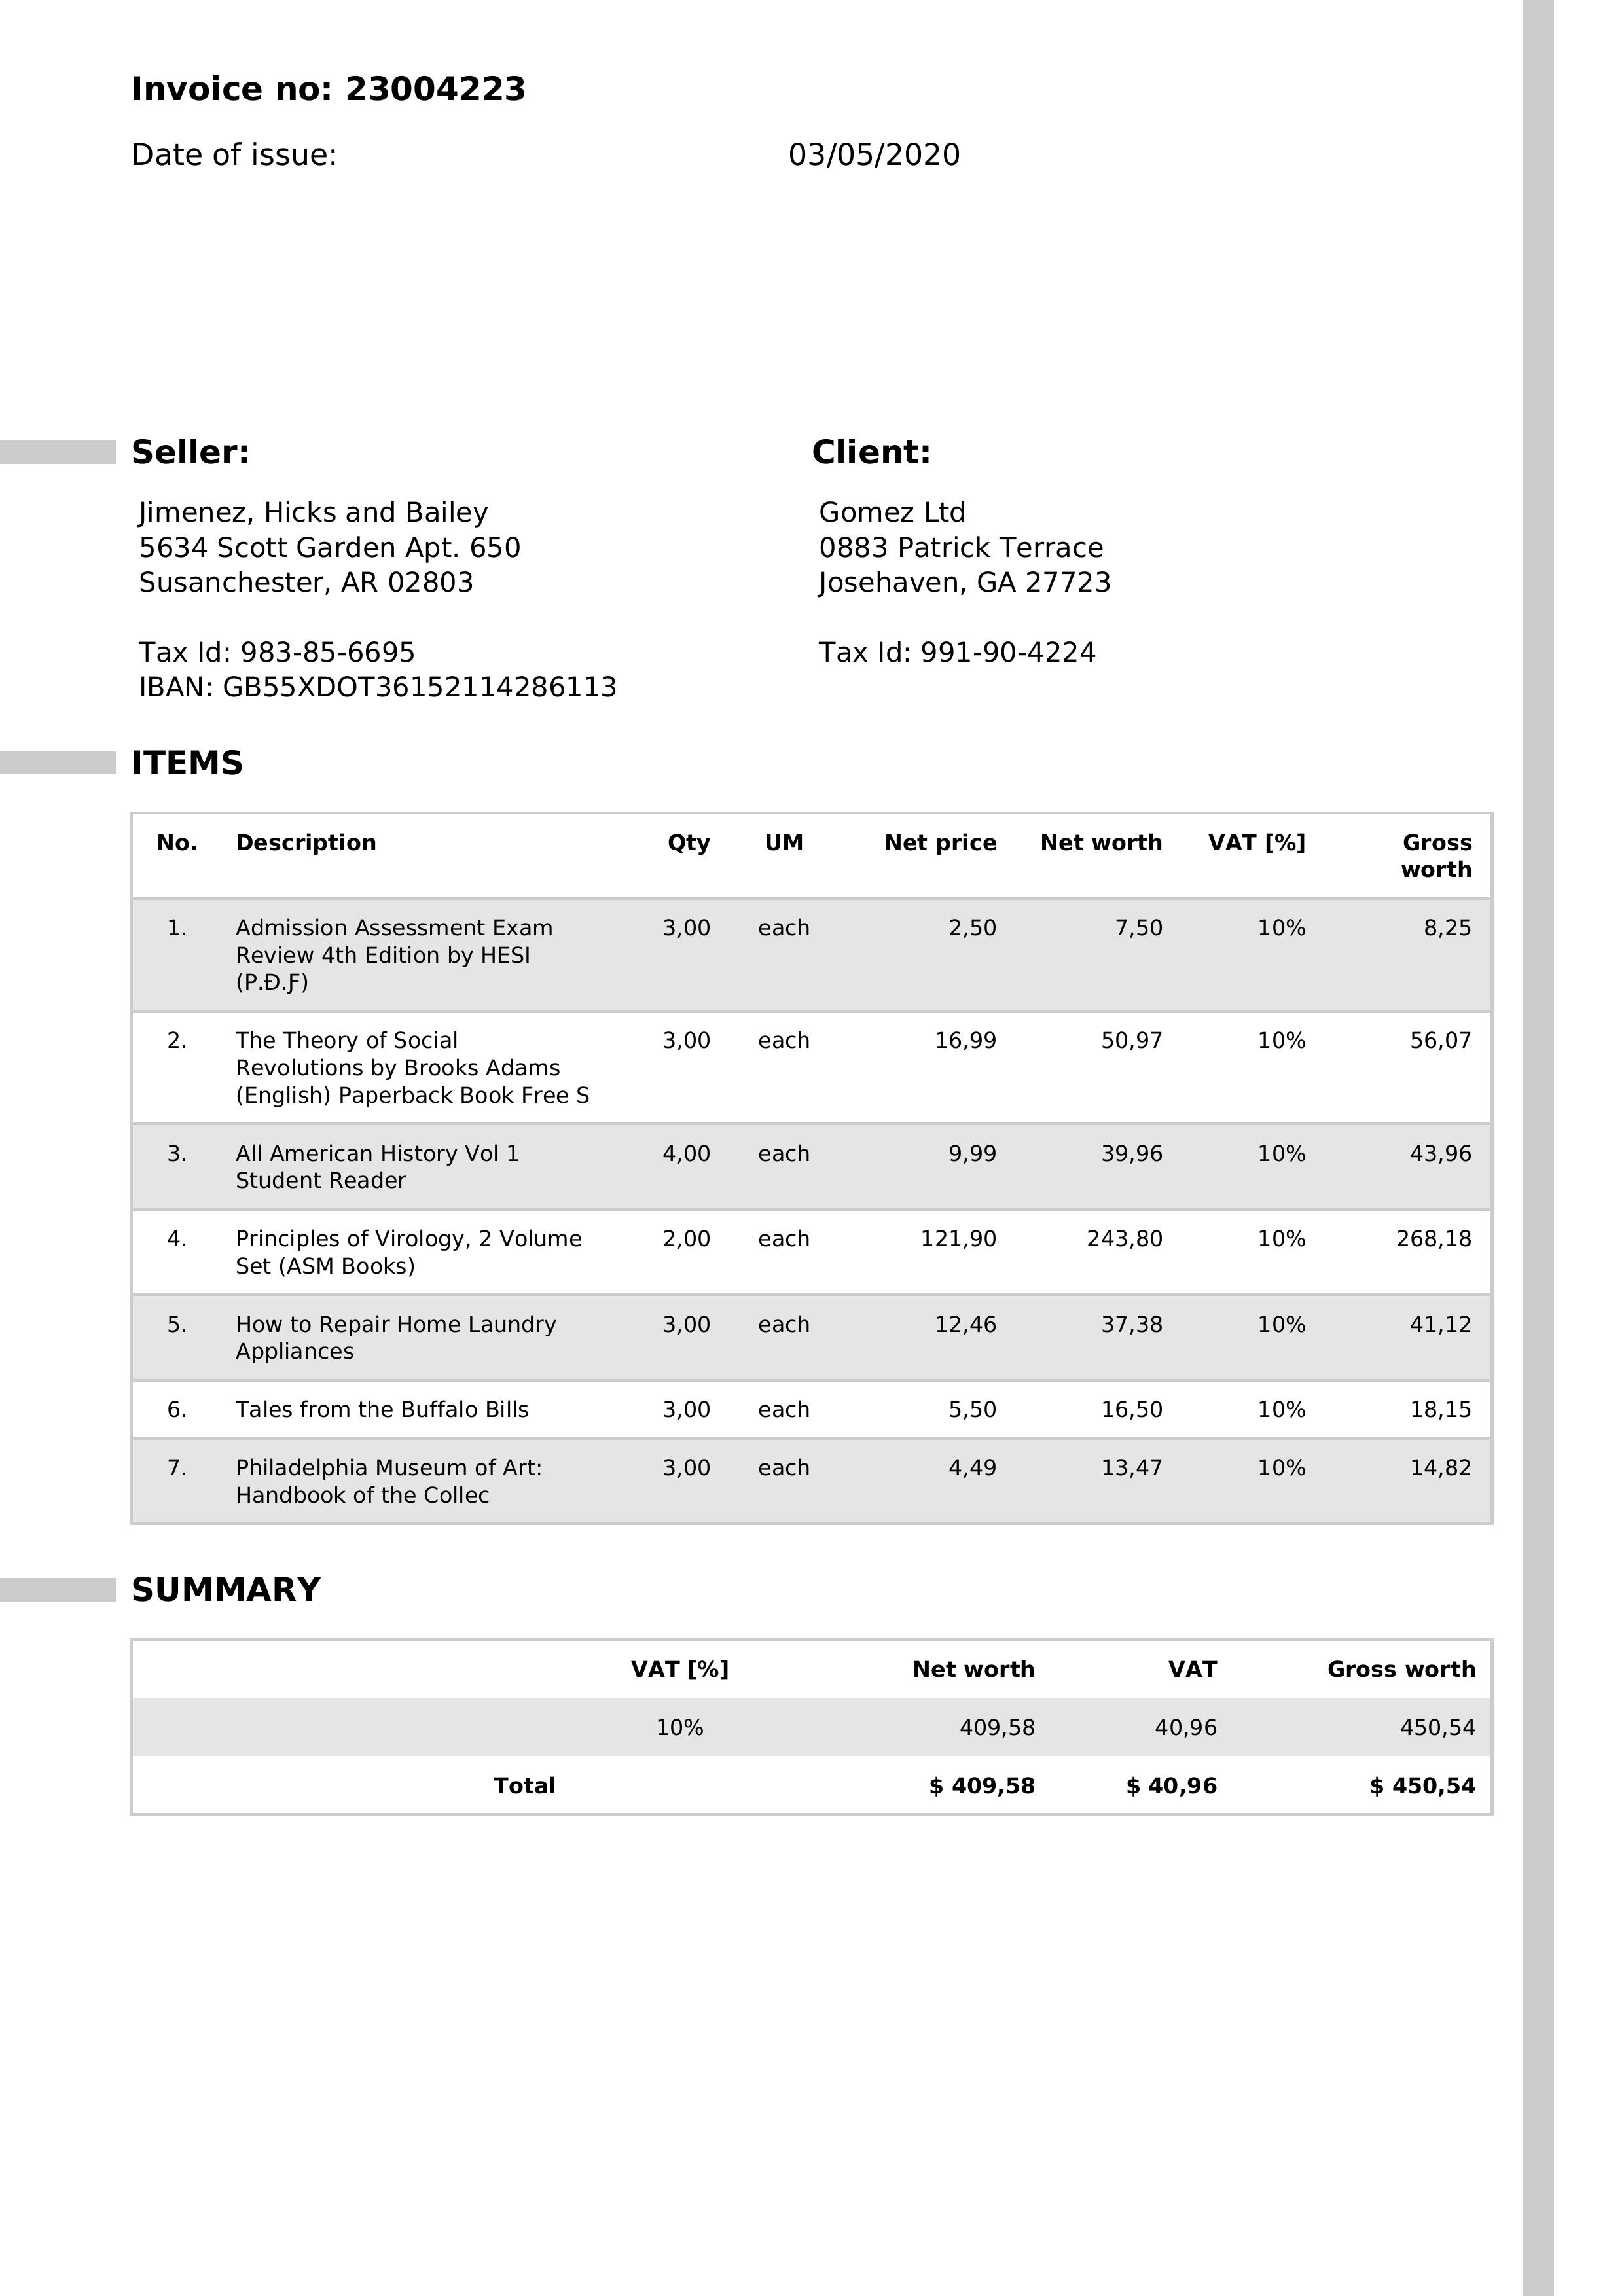 Invoice no: 23004223
Date of issue: 03/05/2020
Seller:
Jimenez, Hicks and Bailey
5634 Scott Garden Apt. 650
Susanchester, AR 02803
Tax Id: 983-85-6695
IBAN: GB55XDOT36152114286113
Client:
Gomez Ltd
0883 Patrick Terrace
Josehaven, GA 27723
Tax Id: 991-90-4224
ITEMS
No. Description Qty UM Net price Net worth VAT [%] Gross
worth
1. Admission Assessment Exam 3,00 each 2,50 7,50 10% 8,25
Review 4th Edition by HESI
(P.Đ.Ƒ)
2. The Theory of Social 3,00 each 16,99 50,97 10% 56,07
Revolutions by Brooks Adams
(English) Paperback Book Free S
3. All American History Vol 1 4,00 each 9,99 39,96 10% 43,96
Student Reader
4. Principles of Virology, 2 Volume 2,00 each 121,90 243,80 10% 268,18
Set (ASM Books)
5. How to Repair Home Laundry 3,00 each 12,46 37,38 10% 41,12
Appliances
6. Tales from the Buffalo Bills 3,00 each 5,50 16,50 10% 18,15
7. Philadelphia Museum of Art: 3,00 each 4,49 13,47 10% 14,82
Handbook of the Collec
SUMMARY
VAT [%] Net worth VAT Gross worth
10% 409,58 40,96 450,54
Total $ 409,58 $ 40,96 $ 450,54